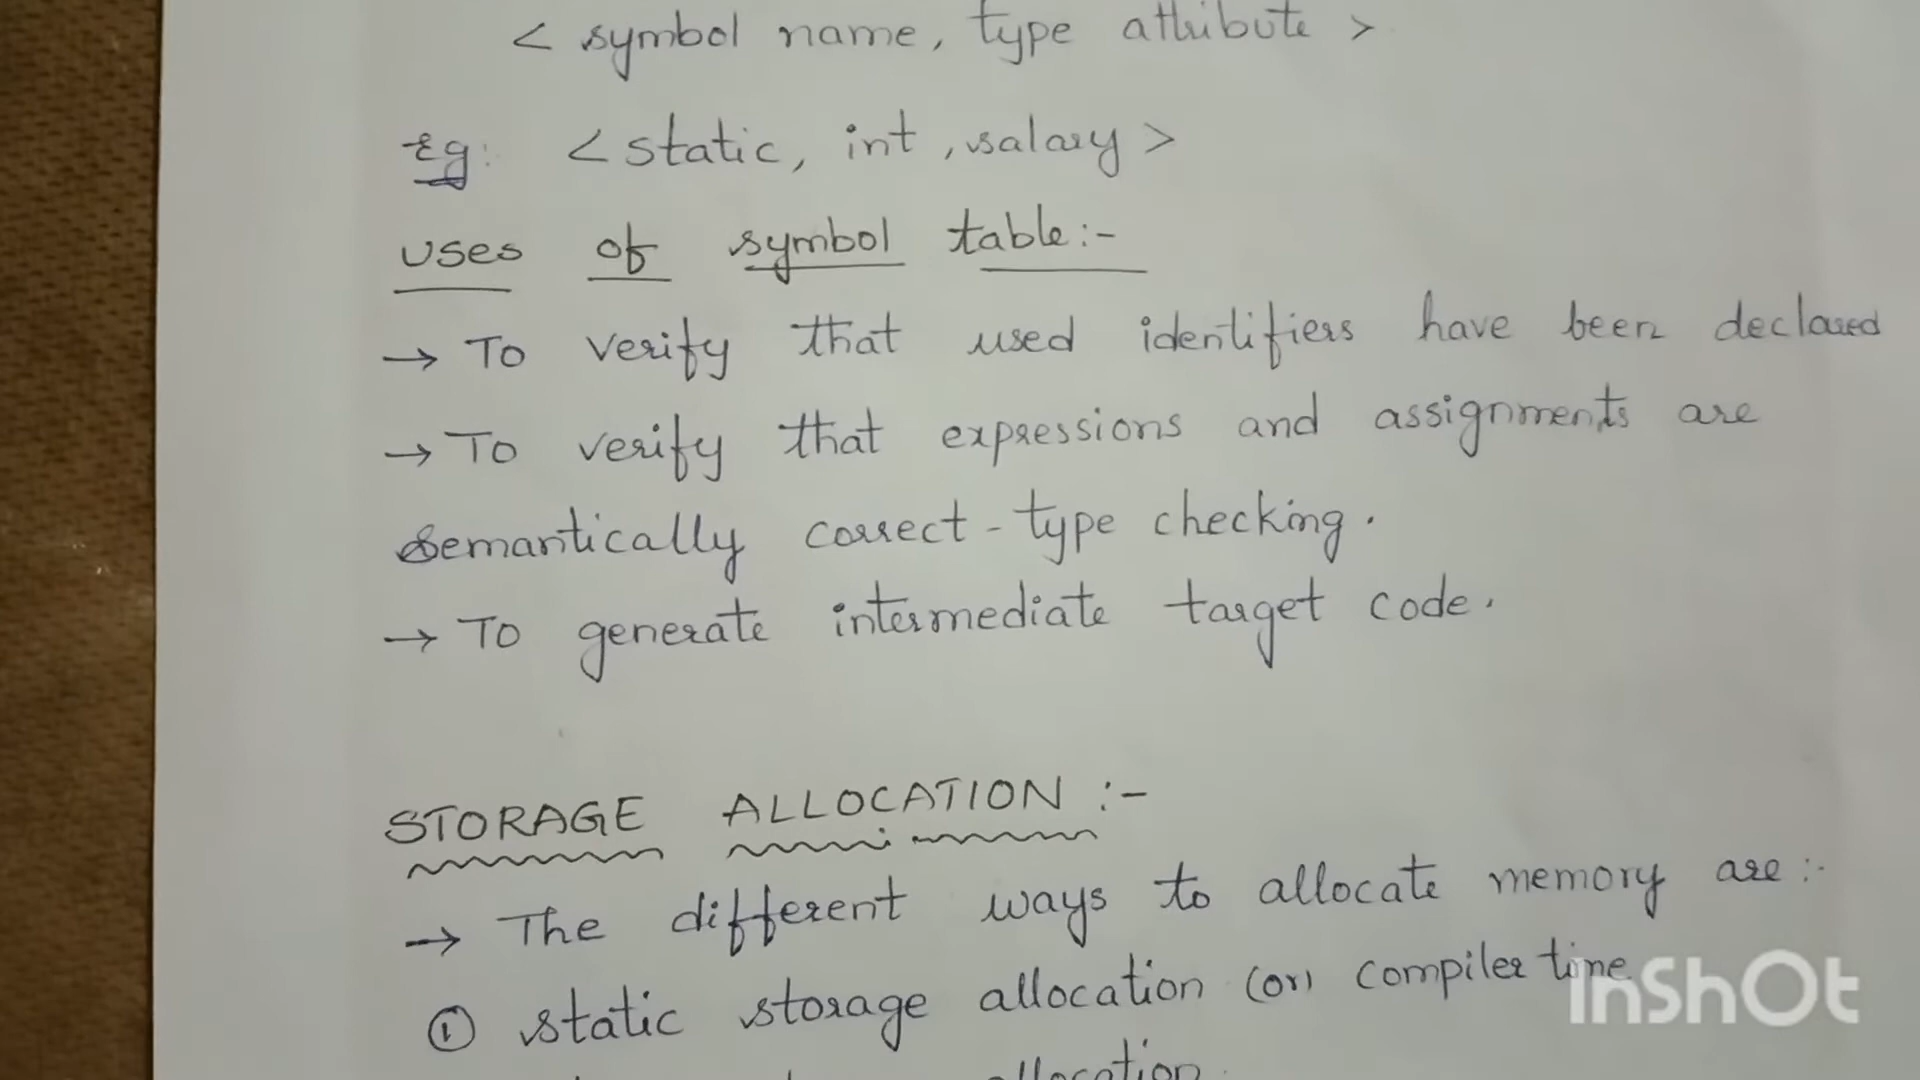 < symbol name, type attribute >
Eg: < static, int, salary >
uses of symbol table:-
→ To verify that used identifiers have been declared
→ To verify that expressions and assignments are
semantically correct - type checking.
→ To generate intermediate target code.
STORAGE ALLOCATION :-
→ The different ways to allocate memory are :-
① static storage allocation (or) compiler time
allocation.
InShOt